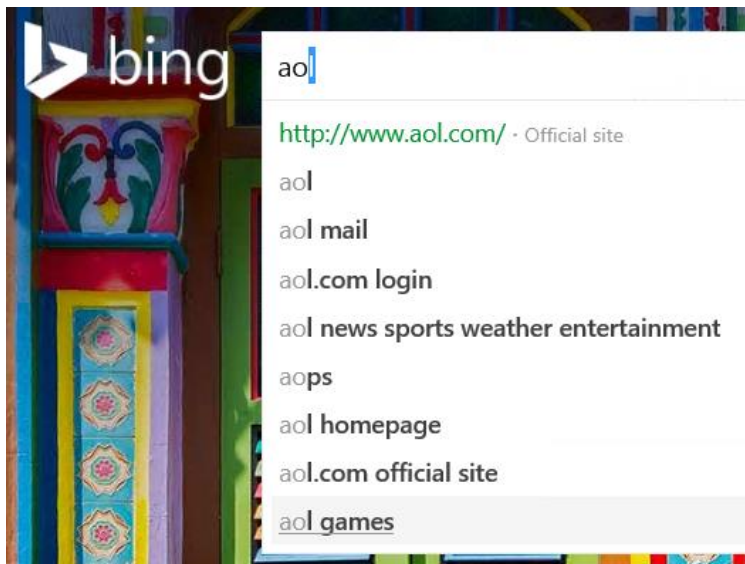 bing
aol
http://www.aol.com/ · Official site
aol
aol mail
aol.com login
aol news sports weather entertainment
aops
aol homepage
aol.com official site
aol games